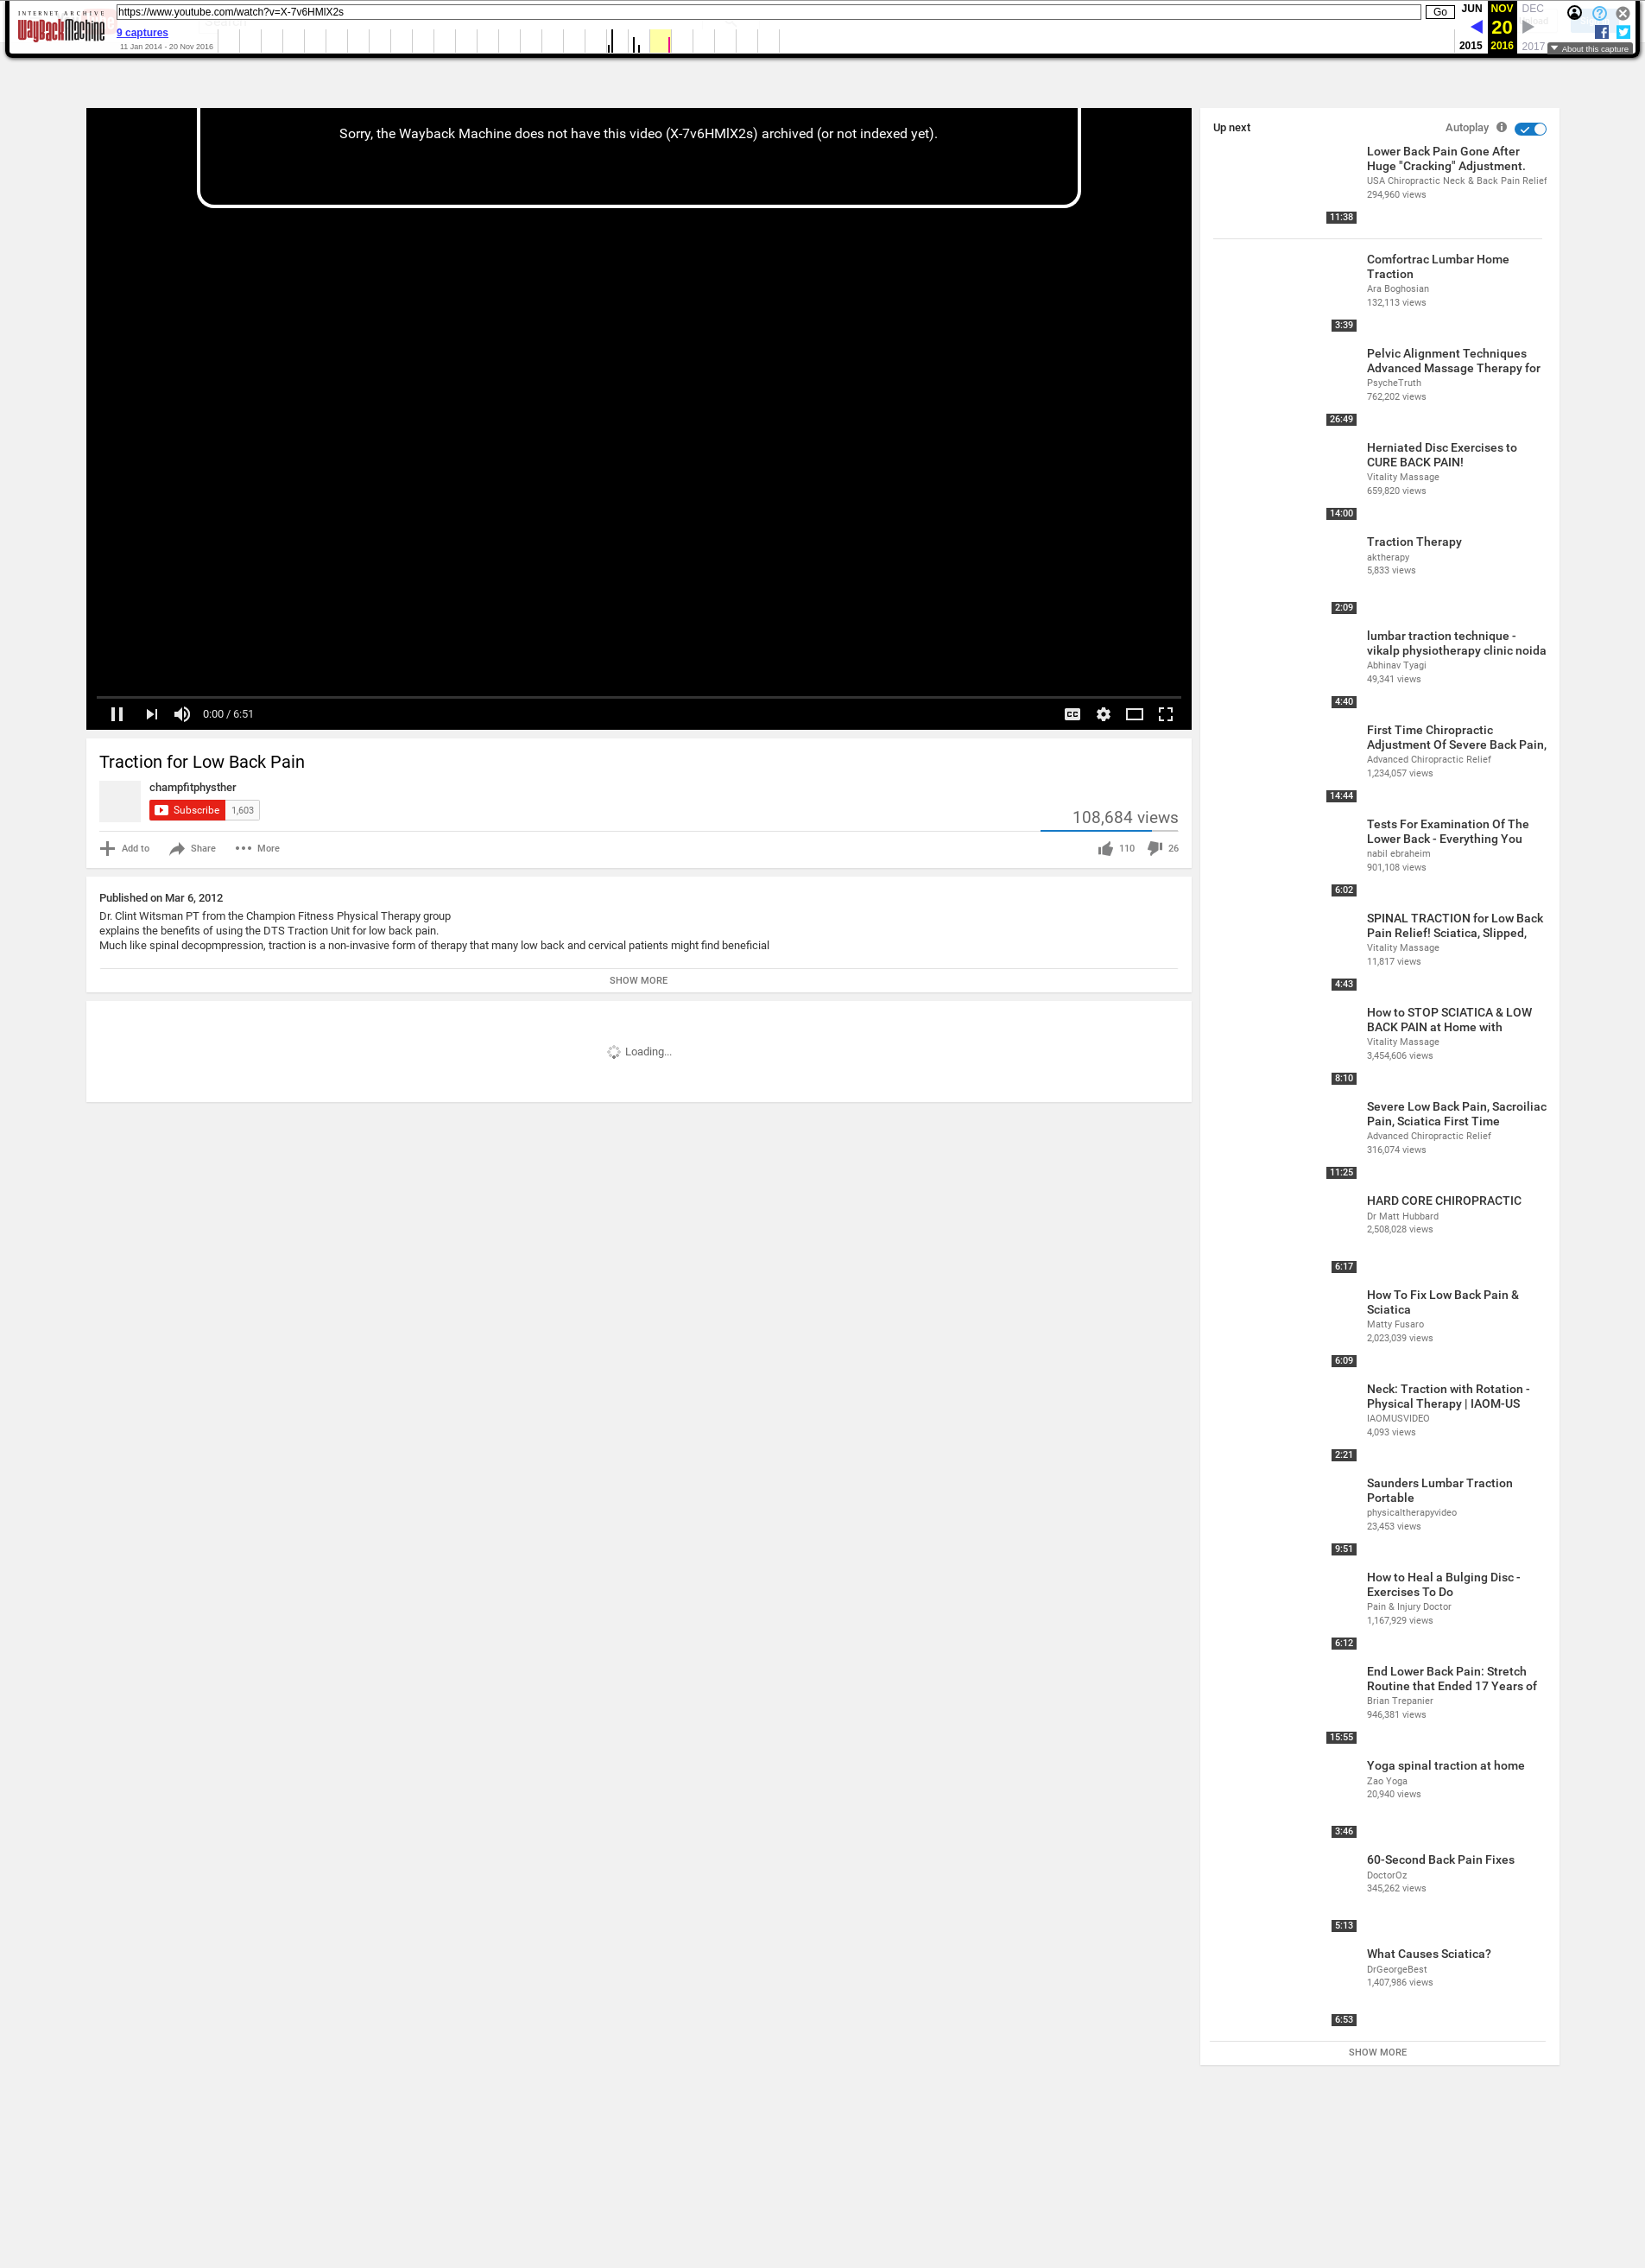 INTERNET ARCHIVE
WayBackMachine
https://www.youtube.com/watch?v=X-7v6HMlX2s
Go
9 captures
11 Jan 2014 - 20 Nov 2016
JUN NOV DEC
20
2015 2016 2017
About this capture
Sorry, the Wayback Machine does not have this video (X-7v6HMlX2s) archived (or not indexed yet).
0:00 / 6:51
Traction for Low Back Pain
champfitphysther
Subscribe 1,603
108,684 views
Add to Share More 110 26
Published on Mar 6, 2012
Dr. Clint Witsman PT from the Champion Fitness Physical Therapy group
explains the benefits of using the DTS Traction Unit for low back pain.
Much like spinal decopmpression, traction is a non-invasive form of therapy that many low back and cervical patients might find beneficial
SHOW MORE
Loading...
Up next Autoplay
Lower Back Pain Gone After
Huge "Cracking" Adjustment.
USA Chiropractic Neck & Back Pain Relief
294,960 views
11:38
Comfortrac Lumbar Home
Traction
Ara Boghosian
132,113 views
3:39
Pelvic Alignment Techniques
Advanced Massage Therapy for
PsycheTruth
762,202 views
26:49
Herniated Disc Exercises to
CURE BACK PAIN!
Vitality Massage
659,820 views
14:00
Traction Therapy
aktherapy
5,833 views
2:09
lumbar traction technique -
vikalp physiotherapy clinic noida
Abhinav Tyagi
49,341 views
4:40
First Time Chiropractic
Adjustment Of Severe Back Pain,
Advanced Chiropractic Relief
1,234,057 views
14:44
Tests For Examination Of The
Lower Back - Everything You
nabil ebraheim
901,108 views
6:02
SPINAL TRACTION for Low Back
Pain Relief! Sciatica, Slipped,
Vitality Massage
11,817 views
4:43
How to STOP SCIATICA & LOW
BACK PAIN at Home with
Vitality Massage
3,454,606 views
8:10
Severe Low Back Pain, Sacroiliac
Pain, Sciatica First Time
Advanced Chiropractic Relief
316,074 views
11:25
HARD CORE CHIROPRACTIC
Dr Matt Hubbard
2,508,028 views
6:17
How To Fix Low Back Pain &
Sciatica
Matty Fusaro
2,023,039 views
6:09
Neck: Traction with Rotation -
Physical Therapy | IAOM-US
IAOMUSVIDEO
4,093 views
2:21
Saunders Lumbar Traction
Portable
physicaltherapyvideo
23,453 views
9:51
How to Heal a Bulging Disc -
Exercises To Do
Pain & Injury Doctor
1,167,929 views
6:12
End Lower Back Pain: Stretch
Routine that Ended 17 Years of
Brian Trepanier
946,381 views
15:55
Yoga spinal traction at home
Zao Yoga
20,940 views
3:46
60-Second Back Pain Fixes
DoctorOz
345,262 views
5:13
What Causes Sciatica?
DrGeorgeBest
1,407,986 views
6:53
SHOW MORE